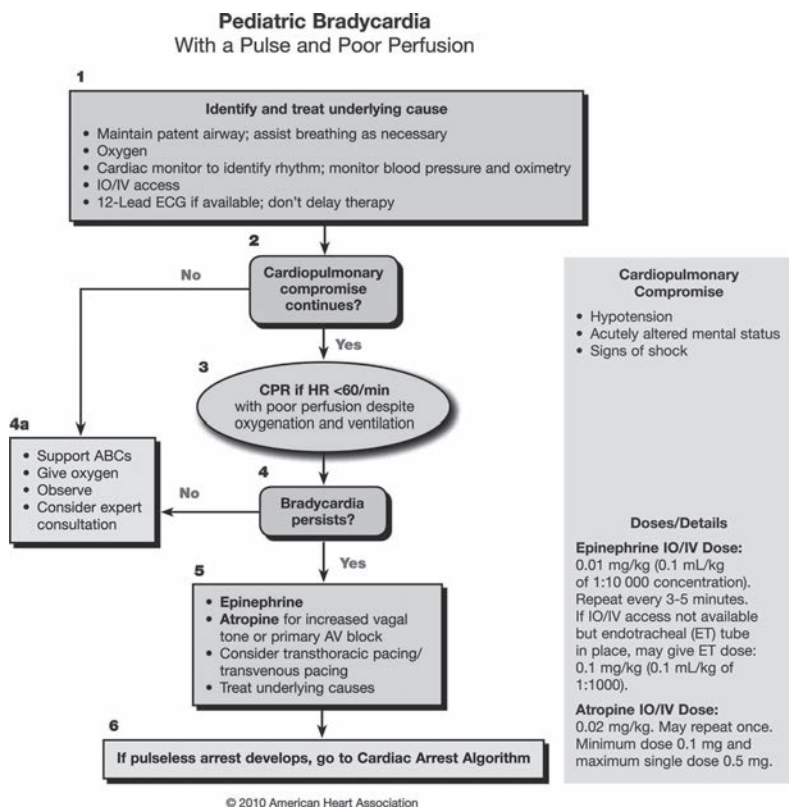 Pediatric Bradycardia
With a Pulse and Poor Perfusion
1
Identify and treat underlying cause
• Maintain patent airway; assist breathing as necessary
• Oxygen
• Cardiac monitor to identify rhythm; monitor blood pressure and oximetry
• IO/IV access
• 12-Lead ECG if available; don't delay therapy
2
No
Cardiopulmonary
compromise
continues?
Yes
3
CPR if HR <60/min
with poor perfusion despite
oxygenation and ventilation
4a
• Support ABCs
• Give oxygen
• Observe
• Consider expert
consultation
4
No
Bradycardia
persists?
Yes
5
• Epinephrine
• Atropine for increased vagal
tone or primary AV block
• Consider transthoracic pacing/
transvenous pacing
• Treat underlying causes
6
If pulseless arrest develops, go to Cardiac Arrest Algorithm
Cardiopulmonary
Compromise
• Hypotension
• Acutely altered mental status
• Signs of shock
Doses/Details
Epinephrine IO/IV Dose:
0.01 mg/kg (0.1 mL/kg
of 1:10 000 concentration).
Repeat every 3-5 minutes.
If IO/IV access not available
but endotracheal (ET) tube
in place, may give ET dose:
0.1 mg/kg (0.1 mL/kg of
1:1000).
Atropine IO/IV Dose:
0.02 mg/kg. May repeat once.
Minimum dose 0.1 mg and
maximum single dose 0.5 mg.
© 2010 American Heart Association